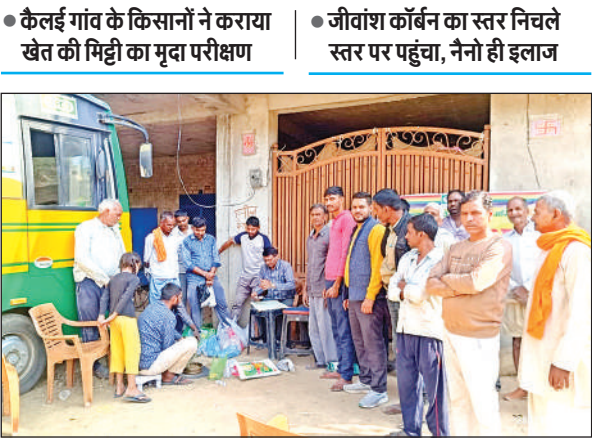 • कैलई गांव के किसानों ने कराया
खेत की मिट्टी का मृदा परीक्षण
• जीवांश कॉर्बन का स्तर निचले
स्तर पर पहुंचा, नैनो ही इलाज